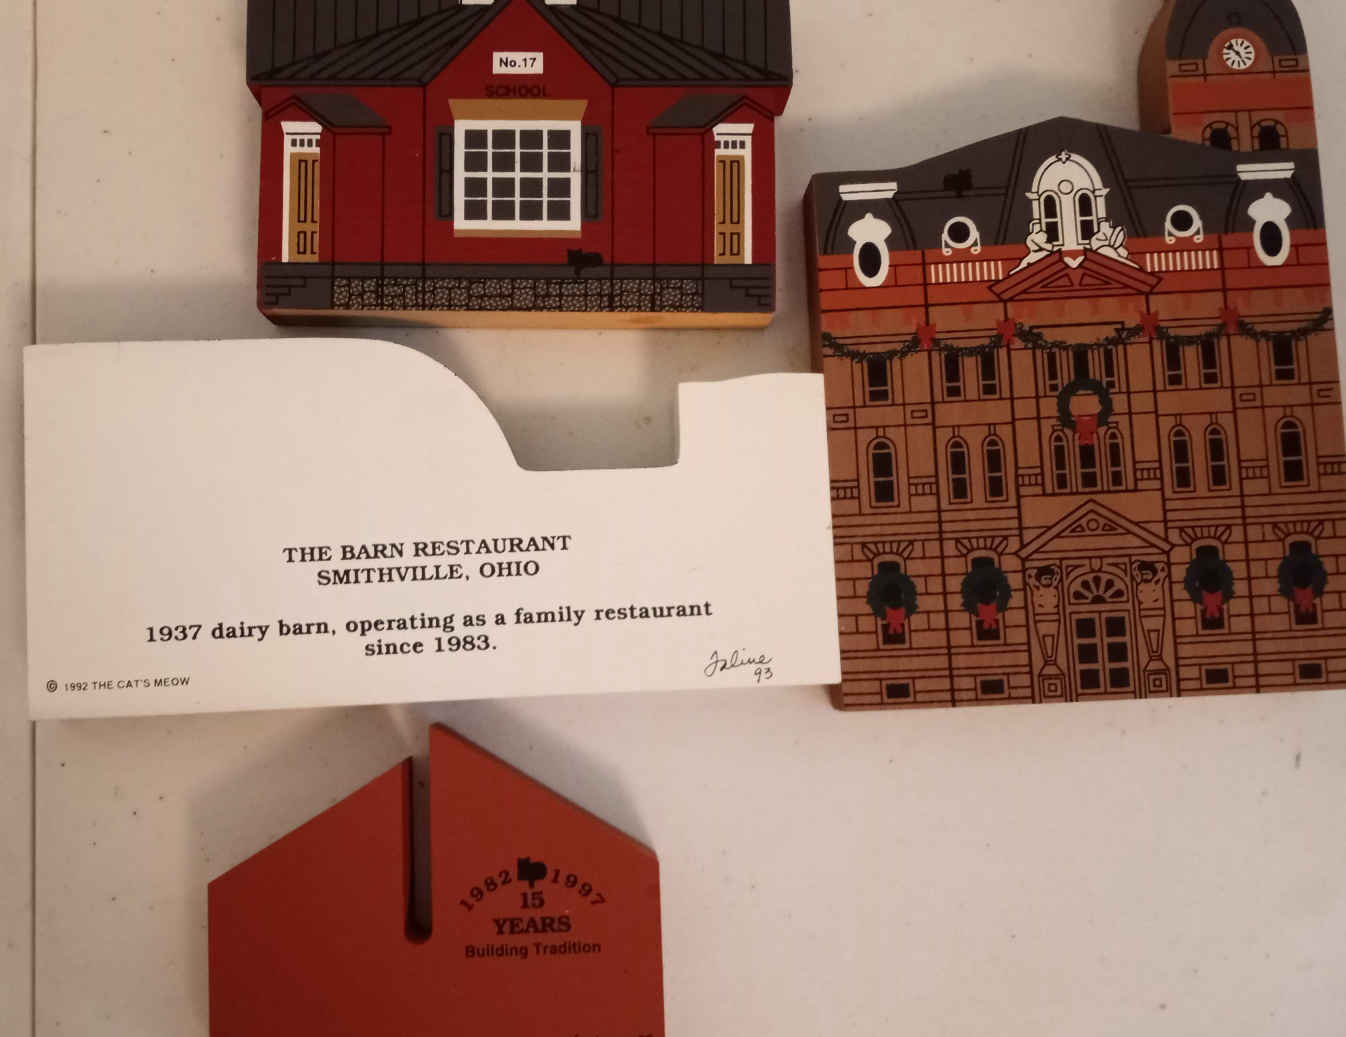 No.17
SCHOOL
THE BARN RESTAURANT
SMITHVILLE, OHIO
1937 dairy barn, operating as a family restaurant
since 1983.
© 1992 THE CAT'S MEOW
Faline
93
1982 1997
15
YEARS
Building Tradition